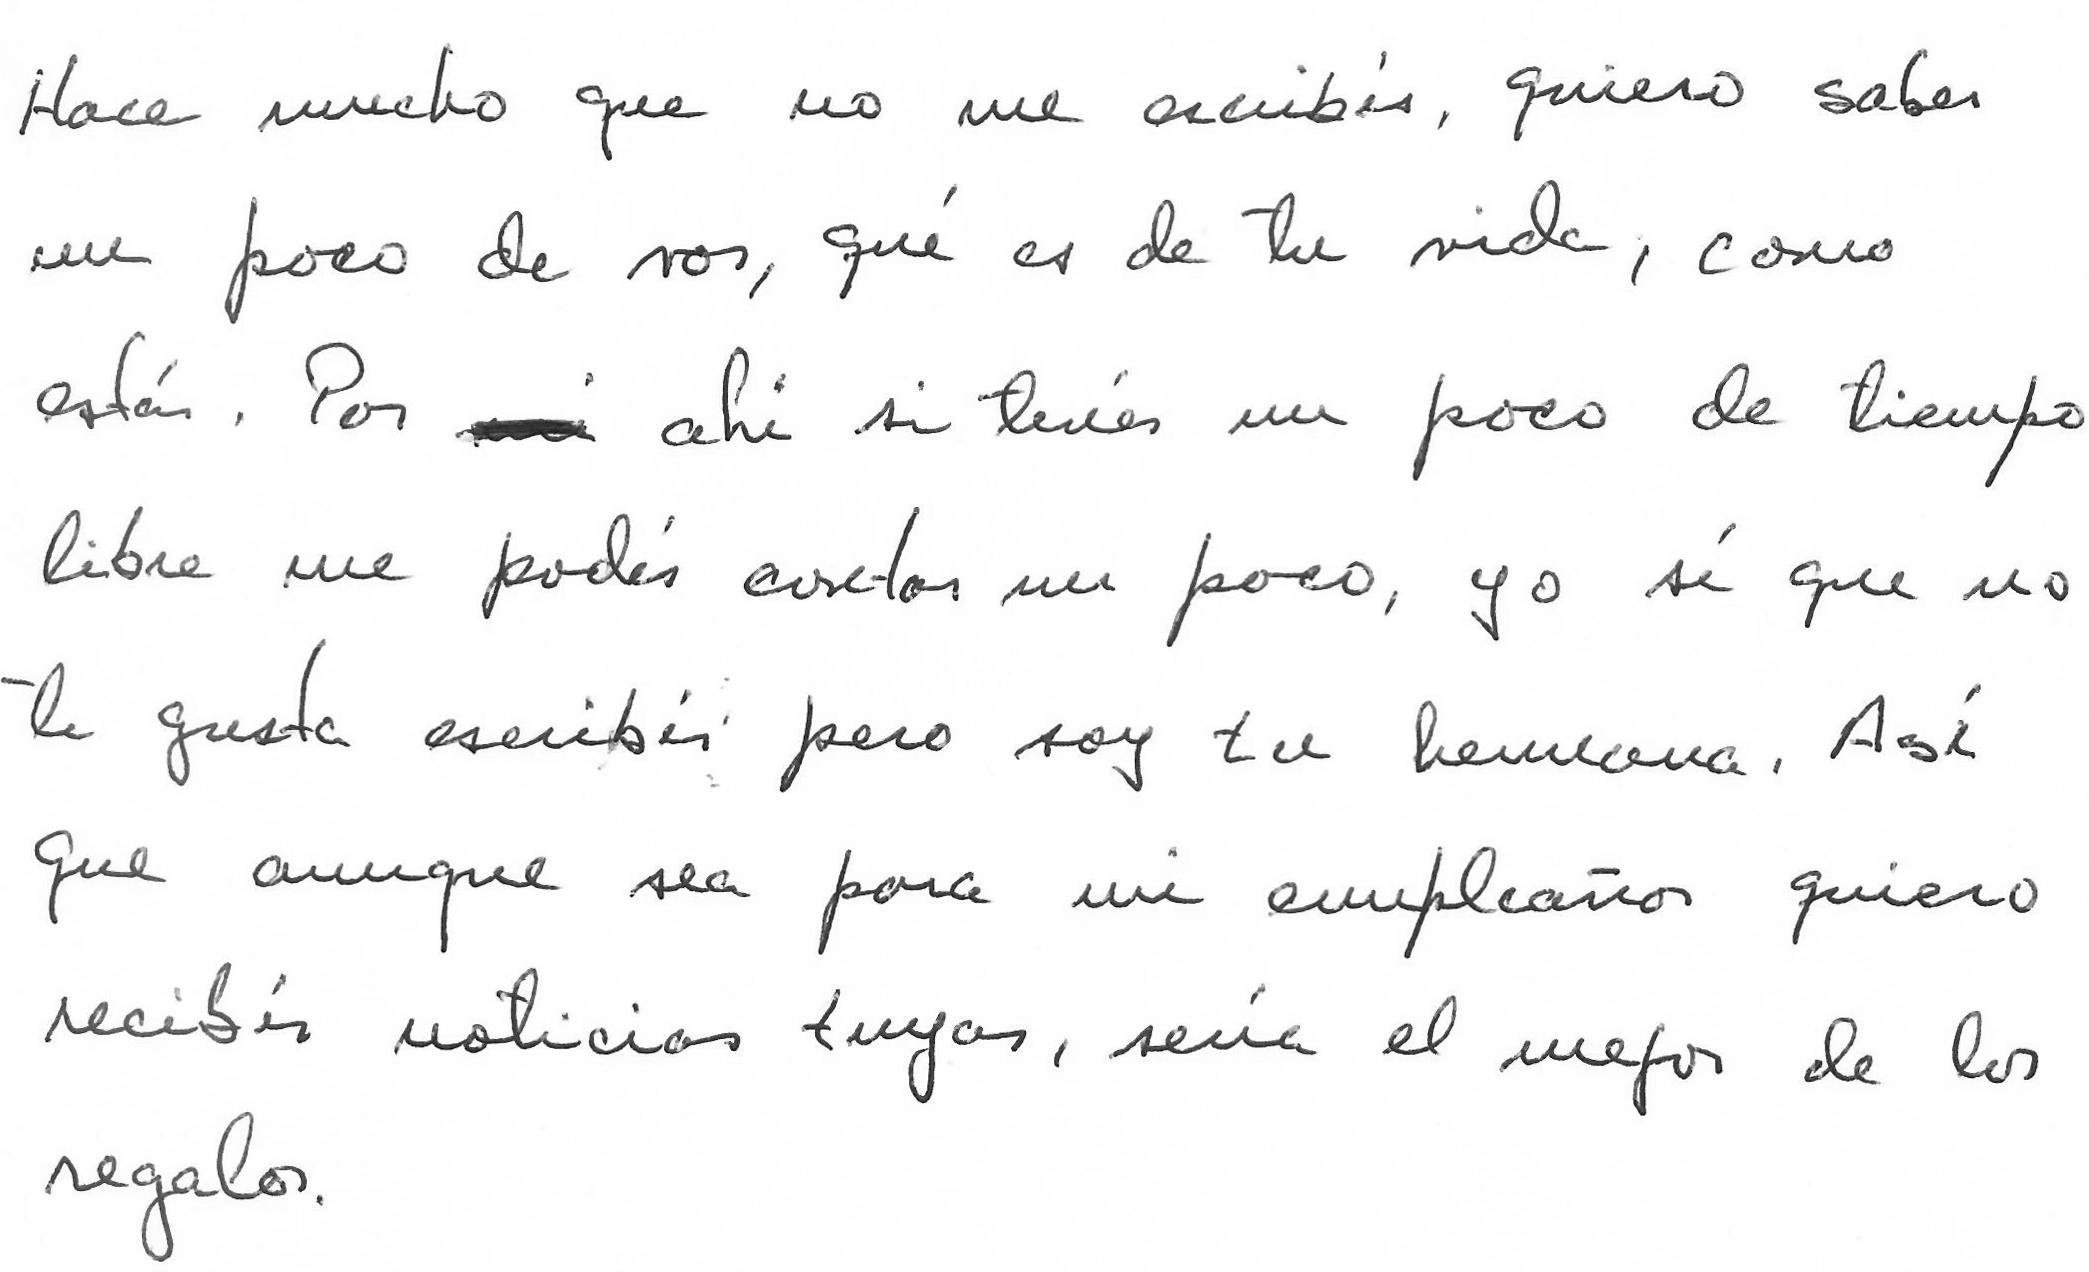 Hace mucho que no me escribís, quiero saber
un poco de vos, qué es de tu vida, como
estás. Por ahí si tenés un poco de tiempo
libre me podés contar un poco, yo sé que no
te gusta escribir pero soy tu hermana. Así
que aunque sea para mi cumpleaños quiero
recibir noticias tuyas, sería el mejor de los
regalos.